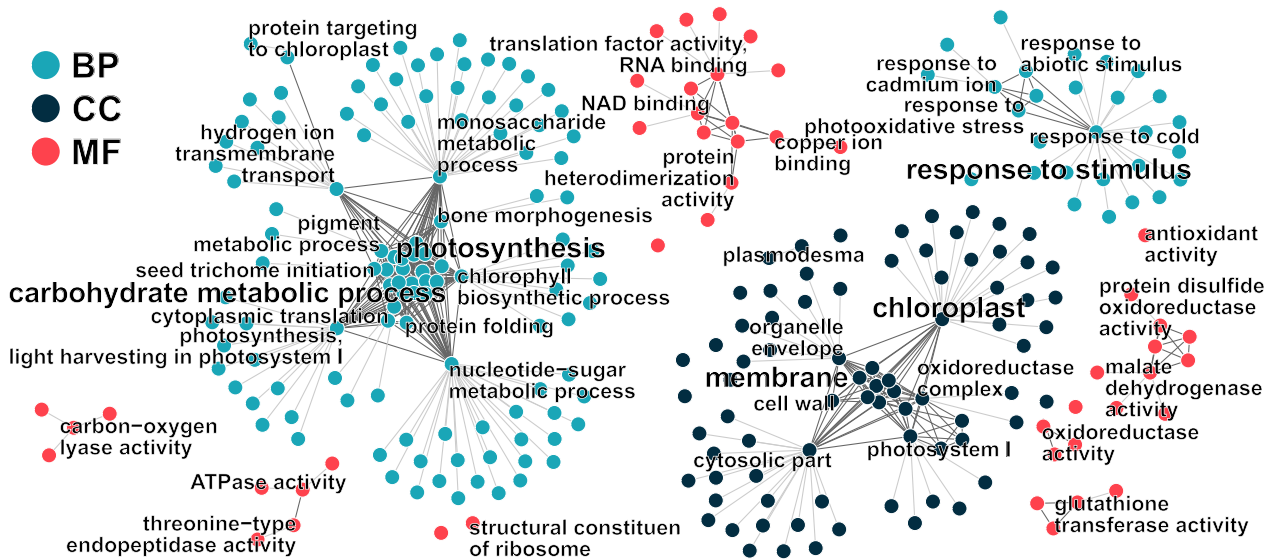 BP
CC
MF
protein targeting
to chloroplast
hydrogen ion
transmembrane
transport
monosaccharide
metabolic
process
pigment
metabolic process
bone morphogenesis
photosynthesis
seed trichome initiation
chlorophyll
biosynthetic process
carbohydrate metabolic process
cytoplasmic translation
protein folding
photosynthesis,
light harvesting in photosystem I
nucleotide-sugar
metabolic process
carbon-oxygen
lyase activity
ATPase activity
threonine-type
endopeptidase activity
structural constituen
of ribosome
translation factor activity,
RNA binding
NAD binding
protein
heterodimerization
activity
copper ion
binding
response to
abiotic stimulus
response to
cadmium ion
response to
photooxidative stress
response to cold
response to stimulus
plasmodesma
chloroplast
organelle
envelope
membrane
cell wall
oxidoreductase
complex
cytosolic part
photosystem I
antioxidant
activity
protein disulfide
oxidoreductase
activity
malate
dehydrogenase
activity
oxidoreductase
activity
glutathione
transferase activity